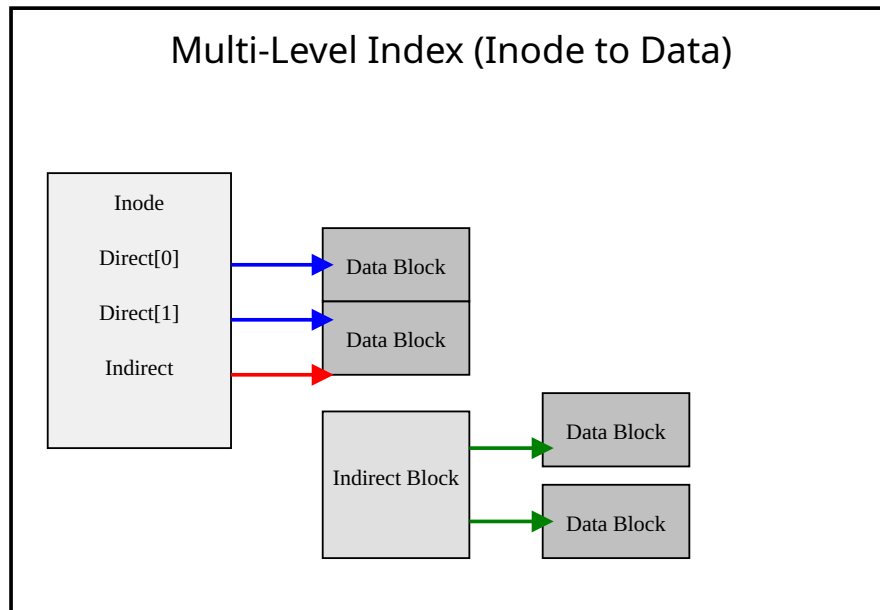 Multi-Level Index (Inode to Data)
Inode
Direct[0]
Direct[1]
Indirect
Data Block
Data Block
Indirect Block
Data Block
Data Block